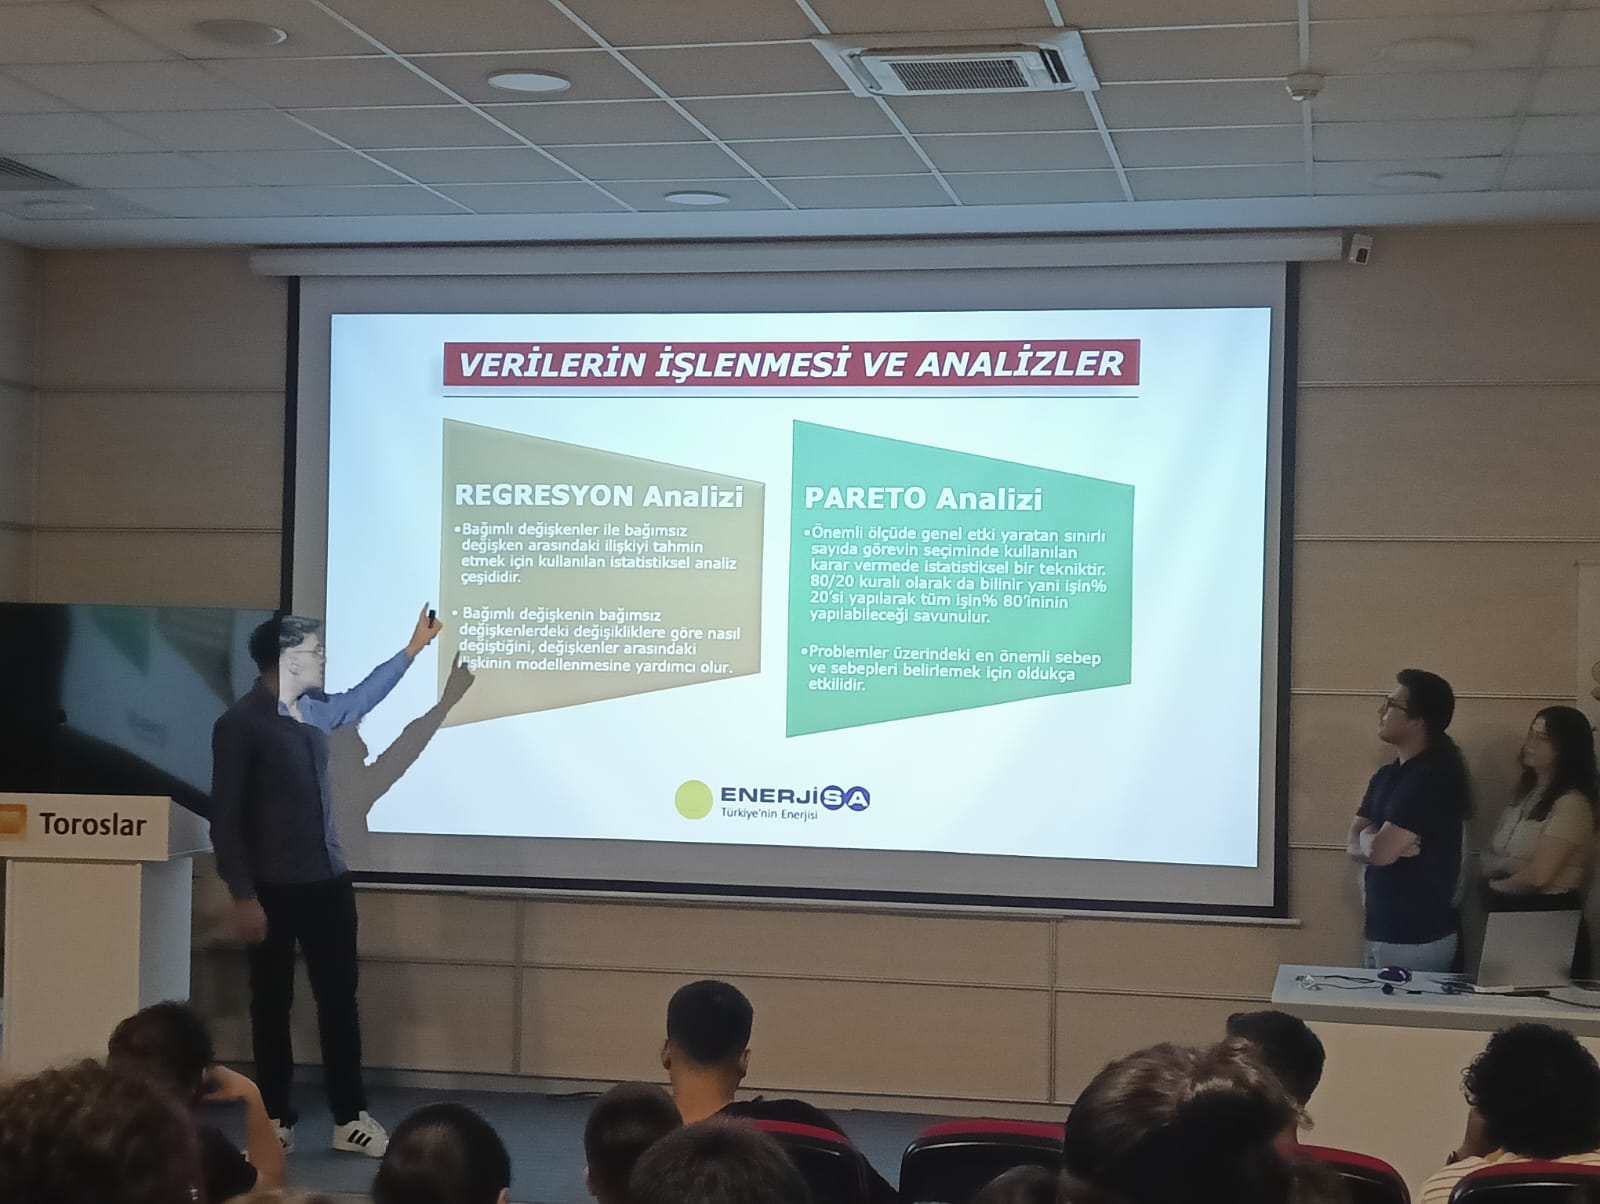 VERİLERİN İŞLENMESİ VE ANALİZLER
REGRESYON Analizi
•Bağımlı değişkenler ile bağımsız
değişken arasındaki ilişkiyi tahmin
etmek için kullanılan istatistiksel analiz
çeşididir.
• Bağımlı değişkenin bağımsız
değişkenlerdeki değişikliklere göre nasıl
değiştiğini, değişkenler arasındaki
ilişkinin modellenmesine yardımcı olur.
PARETO Analizi
•Önemli ölçüde genel etki yaratan sınırlı
sayıda görevin seçiminde kullanılan
karar vermede istatistiksel bir tekniktir.
80/20 kuralı olarak da bilinir yani işin%
20'si yapılarak tüm işin% 80'ininin
yapılabileceği savunulur.
•Problemler üzerindeki en önemli sebep
ve sebepleri belirlemek için oldukça
etkilidir.
ENERJİSA
Türkiye'nin Enerjisi
Toroslar